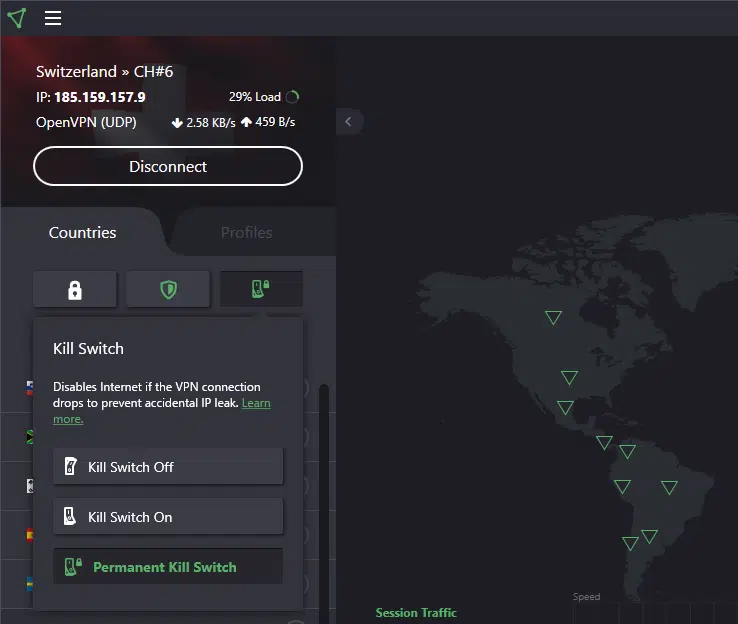 Switzerland » CH#6
IP: 185.159.157.9 29% Load
OpenVPN (UDP) 2.58 KB/s 459 B/s
Disconnect
Countries Profiles
Kill Switch
Disables Internet if the VPN connection
drops to prevent accidental IP leak. Learn
more.
Kill Switch Off
Kill Switch On
Permanent Kill Switch
Speed
Session Traffic